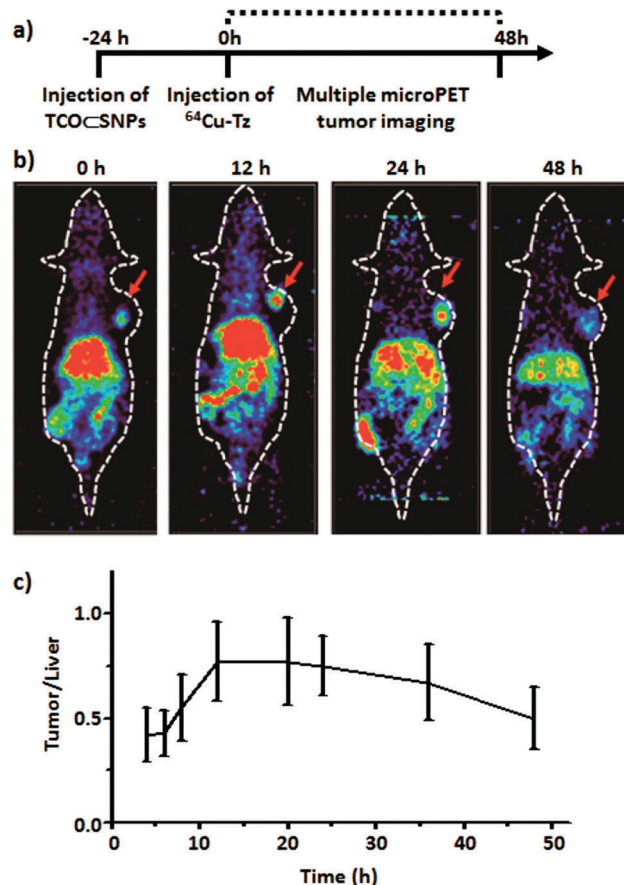 a)
-24 h 0h 48h
Injection of Injection of Multiple microPET
TCO⊂SNPs ⁶⁴Cu-Tz tumor imaging
b)
0 h 12 h 24 h 48 h
c)
1.0
0.5
0.0
Tumor/Liver
0 10 20 30 40 50
Time (h)